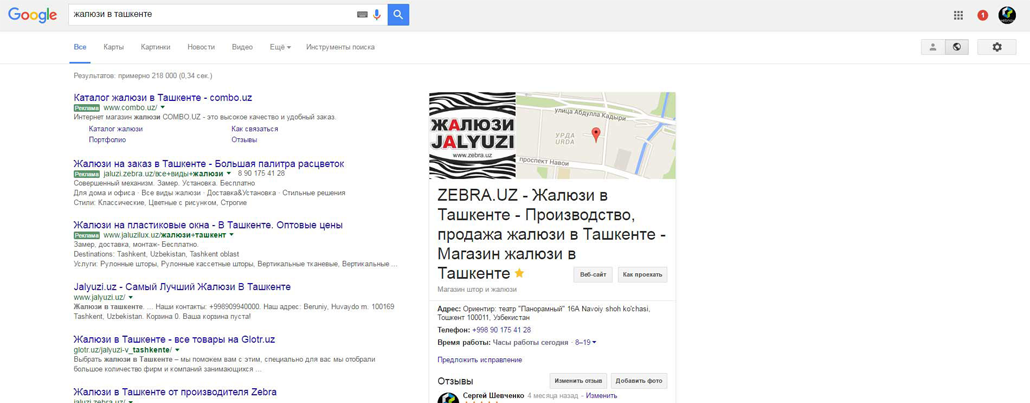 Google
жалюзи в ташкенте
1
Все Карты Картинки Новости Видео Ещё Инструменты поиска
Результатов: примерно 218 000 (0,34 сек.)
Каталог жалюзи в Ташкенте - combo.uz
Реклама www.combo.uz/
Интернет магазин жалюзи COMBO.UZ - это высокое качество и удобный заказ.
Каталог жалюзи Как связаться
Портфолио Отзывы
Жалюзи на заказ в Ташкенте - Большая палитра расцветок
Реклама jaluzi.zebra.uz/все+виды+жалюзи 8 90 175 41 28
Совершенный механизм. Замер. Установка. Бесплатно
Для дома и офиса · Все виды жалюзи · Доставка&Установка · Стильные решения
Стили: Классические, Цветные с рисунком, Строгие
Жалюзи на пластиковые окна - В Ташкенте. Оптовые цены
Реклама www.jaluzilux.uz/жалюзи+ташкент
Замер, доставка, монтаж- Бесплатно.
Destinations: Tashkent, Uzbekistan, Tashkent oblast
Услуги: Рулонные шторы, Рулонные кассетные шторы, Вертикальные тканевые, Вертикальные ...
Jalyuzi.uz - Самый Лучший Жалюзи В Ташкенте
www.jalyuzi.uz/
Жалюзи в ташкенте. ... Наши контакты: +998909940000. Наш адрес: Beruniy, Huvaydo m. 100169
Tashkent, Uzbekistan. Корзина 0. Ваша корзина пуста!
Жалюзи в Ташкенте - все товары на Glotr.uz
glotr.uz/jalyuzi-v_tashkente/
Выбрать жалюзи в Ташкенте – мы поможем вам с этим, специально для вас мы отобрали
большое количество фирм и компаний занимающихся ...
Жалюзи в Ташкенте от производителя Zebra
jaluzi.zebra.uz/
ЖАЛЮЗИ
JALYUZI
www.zebra.uz
улица Абдуллы Кадыри
УРДА
URDA
проспект Навои
ZEBRA.UZ - Жалюзи в
Ташкенте - Производство,
продажа жалюзи в Ташкенте -
Магазин жалюзи в
Ташкенте
Веб-сайт Как проехать
Магазин штор и жалюзи
Адрес: Ориентир: театр "Панорамный" 16А Navoiy shoh ko'chasi,
Тошкент 100011, Узбекистан
Телефон: +998 90 175 41 28
Время работы: Часы работы сегодня · 8–19
Предложить исправление
Отзывы Изменить отзыв Добавить фото
Сергей Шевченко 4 месяца назад - Изменить